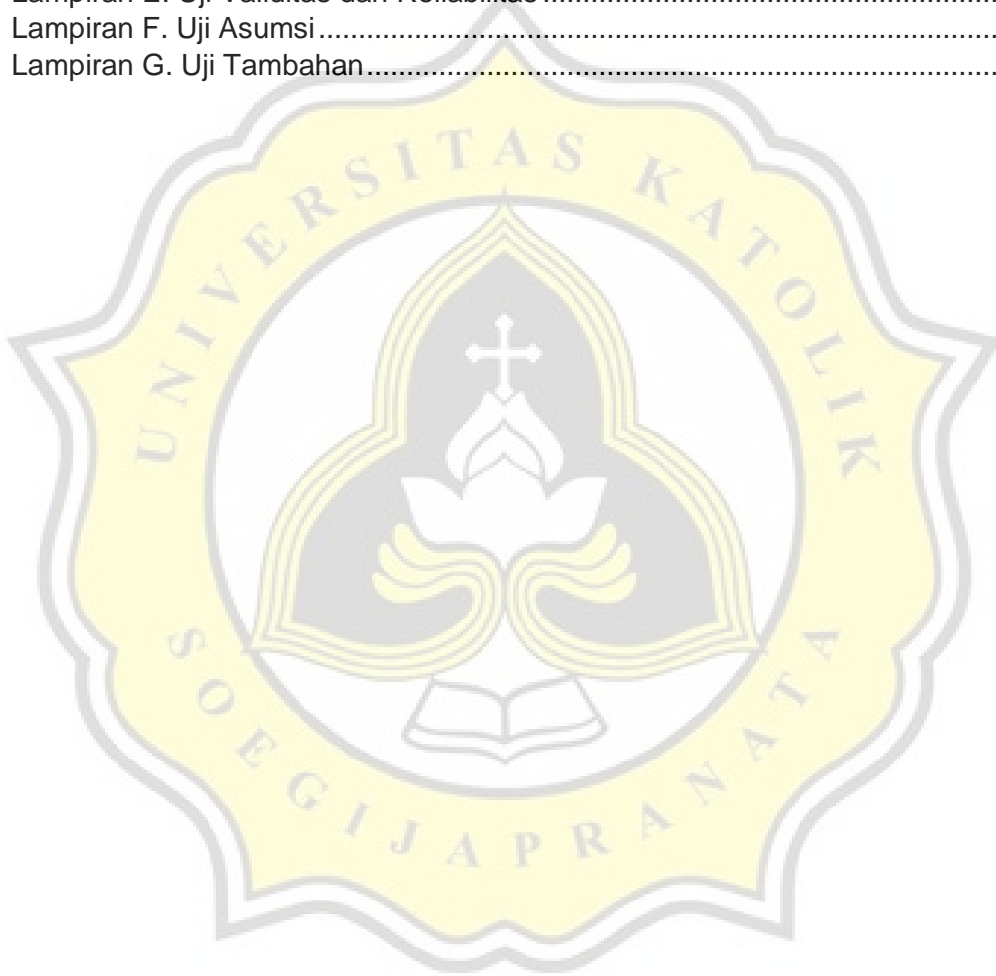 Lampiran E. Uji Validitas dan Reliabilitas....................................................................
Lampiran F. Uji Asumsi....................................................................................................
Lampiran G. Uji Tambahan..............................................................................................
UNIVERSITAS KATOLIK
SOEGIJAPRANATA